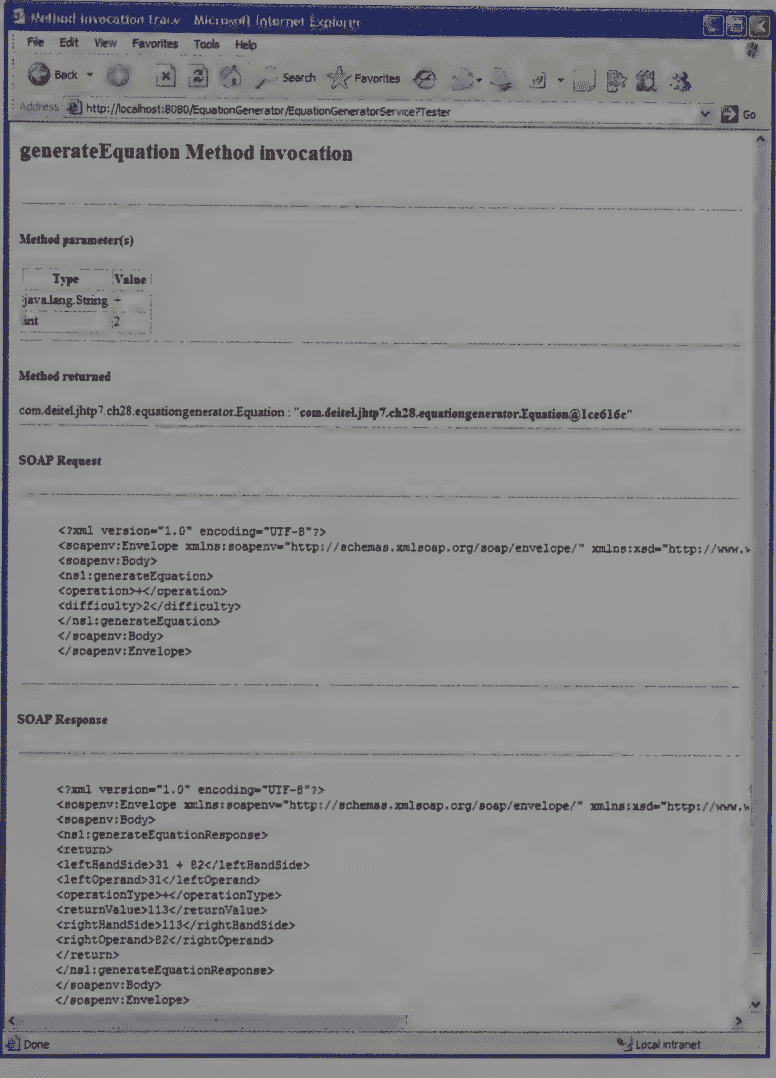 Method invocation trace - Microsoft Internet Explorer
File Edit View Favorites Tools Help
Back Search Favorites
Address http://localhost:8080/EquationGenerator/EquationGeneratorService?Tester Go
generateEquation Method invocation
Method parameter(s)
Type Value
java.lang.String +
int 2
Method returned
com.deitel.jhtp7.ch28.equationgenerator.Equation : "com.deitel.jhtp7.ch28.equationgenerator.Equation@1ce616c"
SOAP Request
<?xml version="1.0" encoding="UTF-8"?>
<soapenv:Envelope xmlns:soapenv="http://schemas.xmlsoap.org/soap/envelope/" xmlns:xsd="http://www.w
<soapenv:Body>
<ns1:generateEquation>
<operation>+</operation>
<difficulty>2</difficulty>
</ns1:generateEquation>
</soapenv:Body>
</soapenv:Envelope>
SOAP Response
<?xml version="1.0" encoding="UTF-8"?>
<soapenv:Envelope xmlns:soapenv="http://schemas.xmlsoap.org/soap/envelope/" xmlns:xsd="http://www.w
<soapenv:Body>
<ns1:generateEquationResponse>
<return>
<leftHandSide>31 + 82</leftHandSide>
<leftOperand>31</leftOperand>
<operationType>+</operationType>
<returnValue>113</returnValue>
<rightHandSide>113</rightHandSide>
<rightOperand>82</rightOperand>
</return>
</ns1:generateEquationResponse>
</soapenv:Body>
</soapenv:Envelope>
Done Local intranet